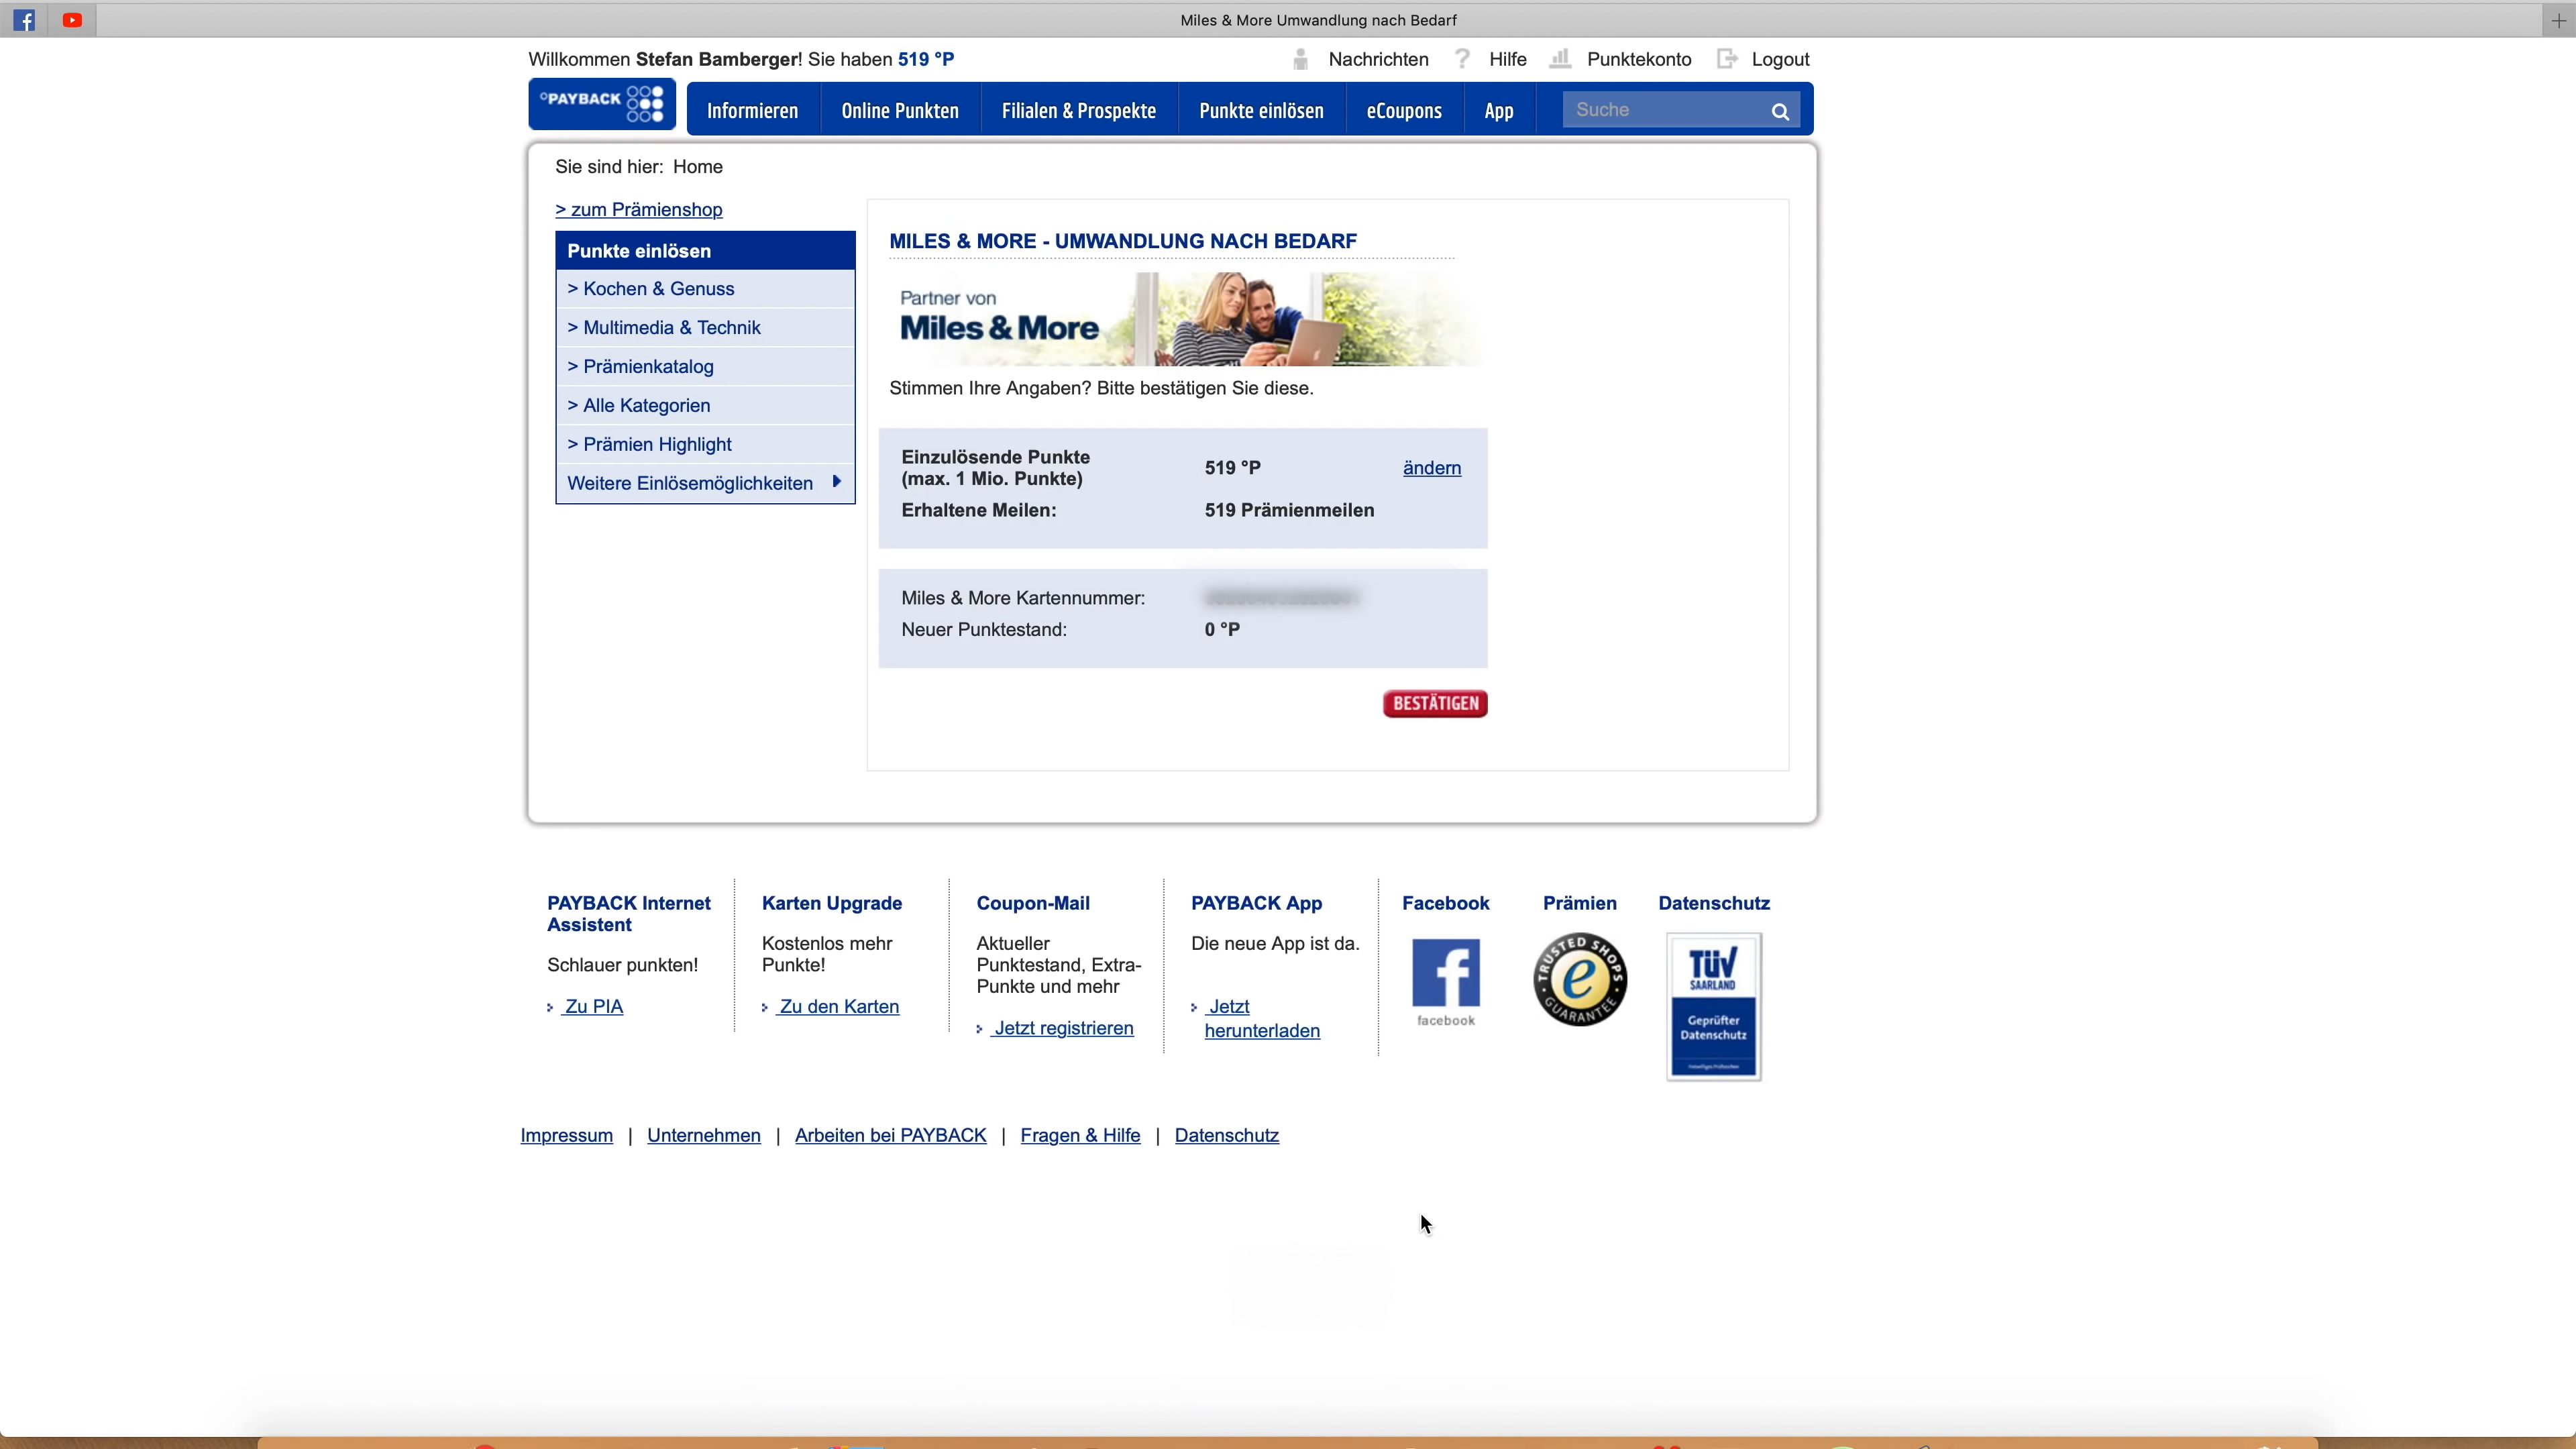 Miles & More Umwandlung nach Bedarf
Willkommen Stefan Bamberger! Sie haben 519 °P
Nachrichten
Hilfe
Punktekonto
Logout
°PAYBACK
Informieren
Online Punkten
Filialen & Prospekte
Punkte einlösen
eCoupons
App
Suche
Sie sind hier: Home
> zum Prämienshop
Punkte einlösen
> Kochen & Genuss
> Multimedia & Technik
> Prämienkatalog
> Alle Kategorien
> Prämien Highlight
Weitere Einlösemöglichkeiten
MILES & MORE - UMWANDLUNG NACH BEDARF
Partner von
Miles & More
Stimmen Ihre Angaben? Bitte bestätigen Sie diese.
Einzulösende Punkte
(max. 1 Mio. Punkte)
519 °P
ändern
Erhaltene Meilen:
519 Prämienmeilen
Miles & More Kartennummer:
Neuer Punktestand:
0 °P
BESTÄTIGEN
PAYBACK Internet
Assistent
Schlauer punkten!
Zu PIA
Karten Upgrade
Kostenlos mehr
Punkte!
Zu den Karten
Coupon-Mail
Aktueller
Punktestand, Extra-
Punkte und mehr
Jetzt registrieren
PAYBACK App
Die neue App ist da.
Jetzt
herunterladen
Facebook
facebook
Prämien
TRUSTED SHOPS
e
GUARANTEE
Datenschutz
TÜV
SAARLAND
Geprüfter
Datenschutz
Impressum | Unternehmen | Arbeiten bei PAYBACK | Fragen & Hilfe | Datenschutz